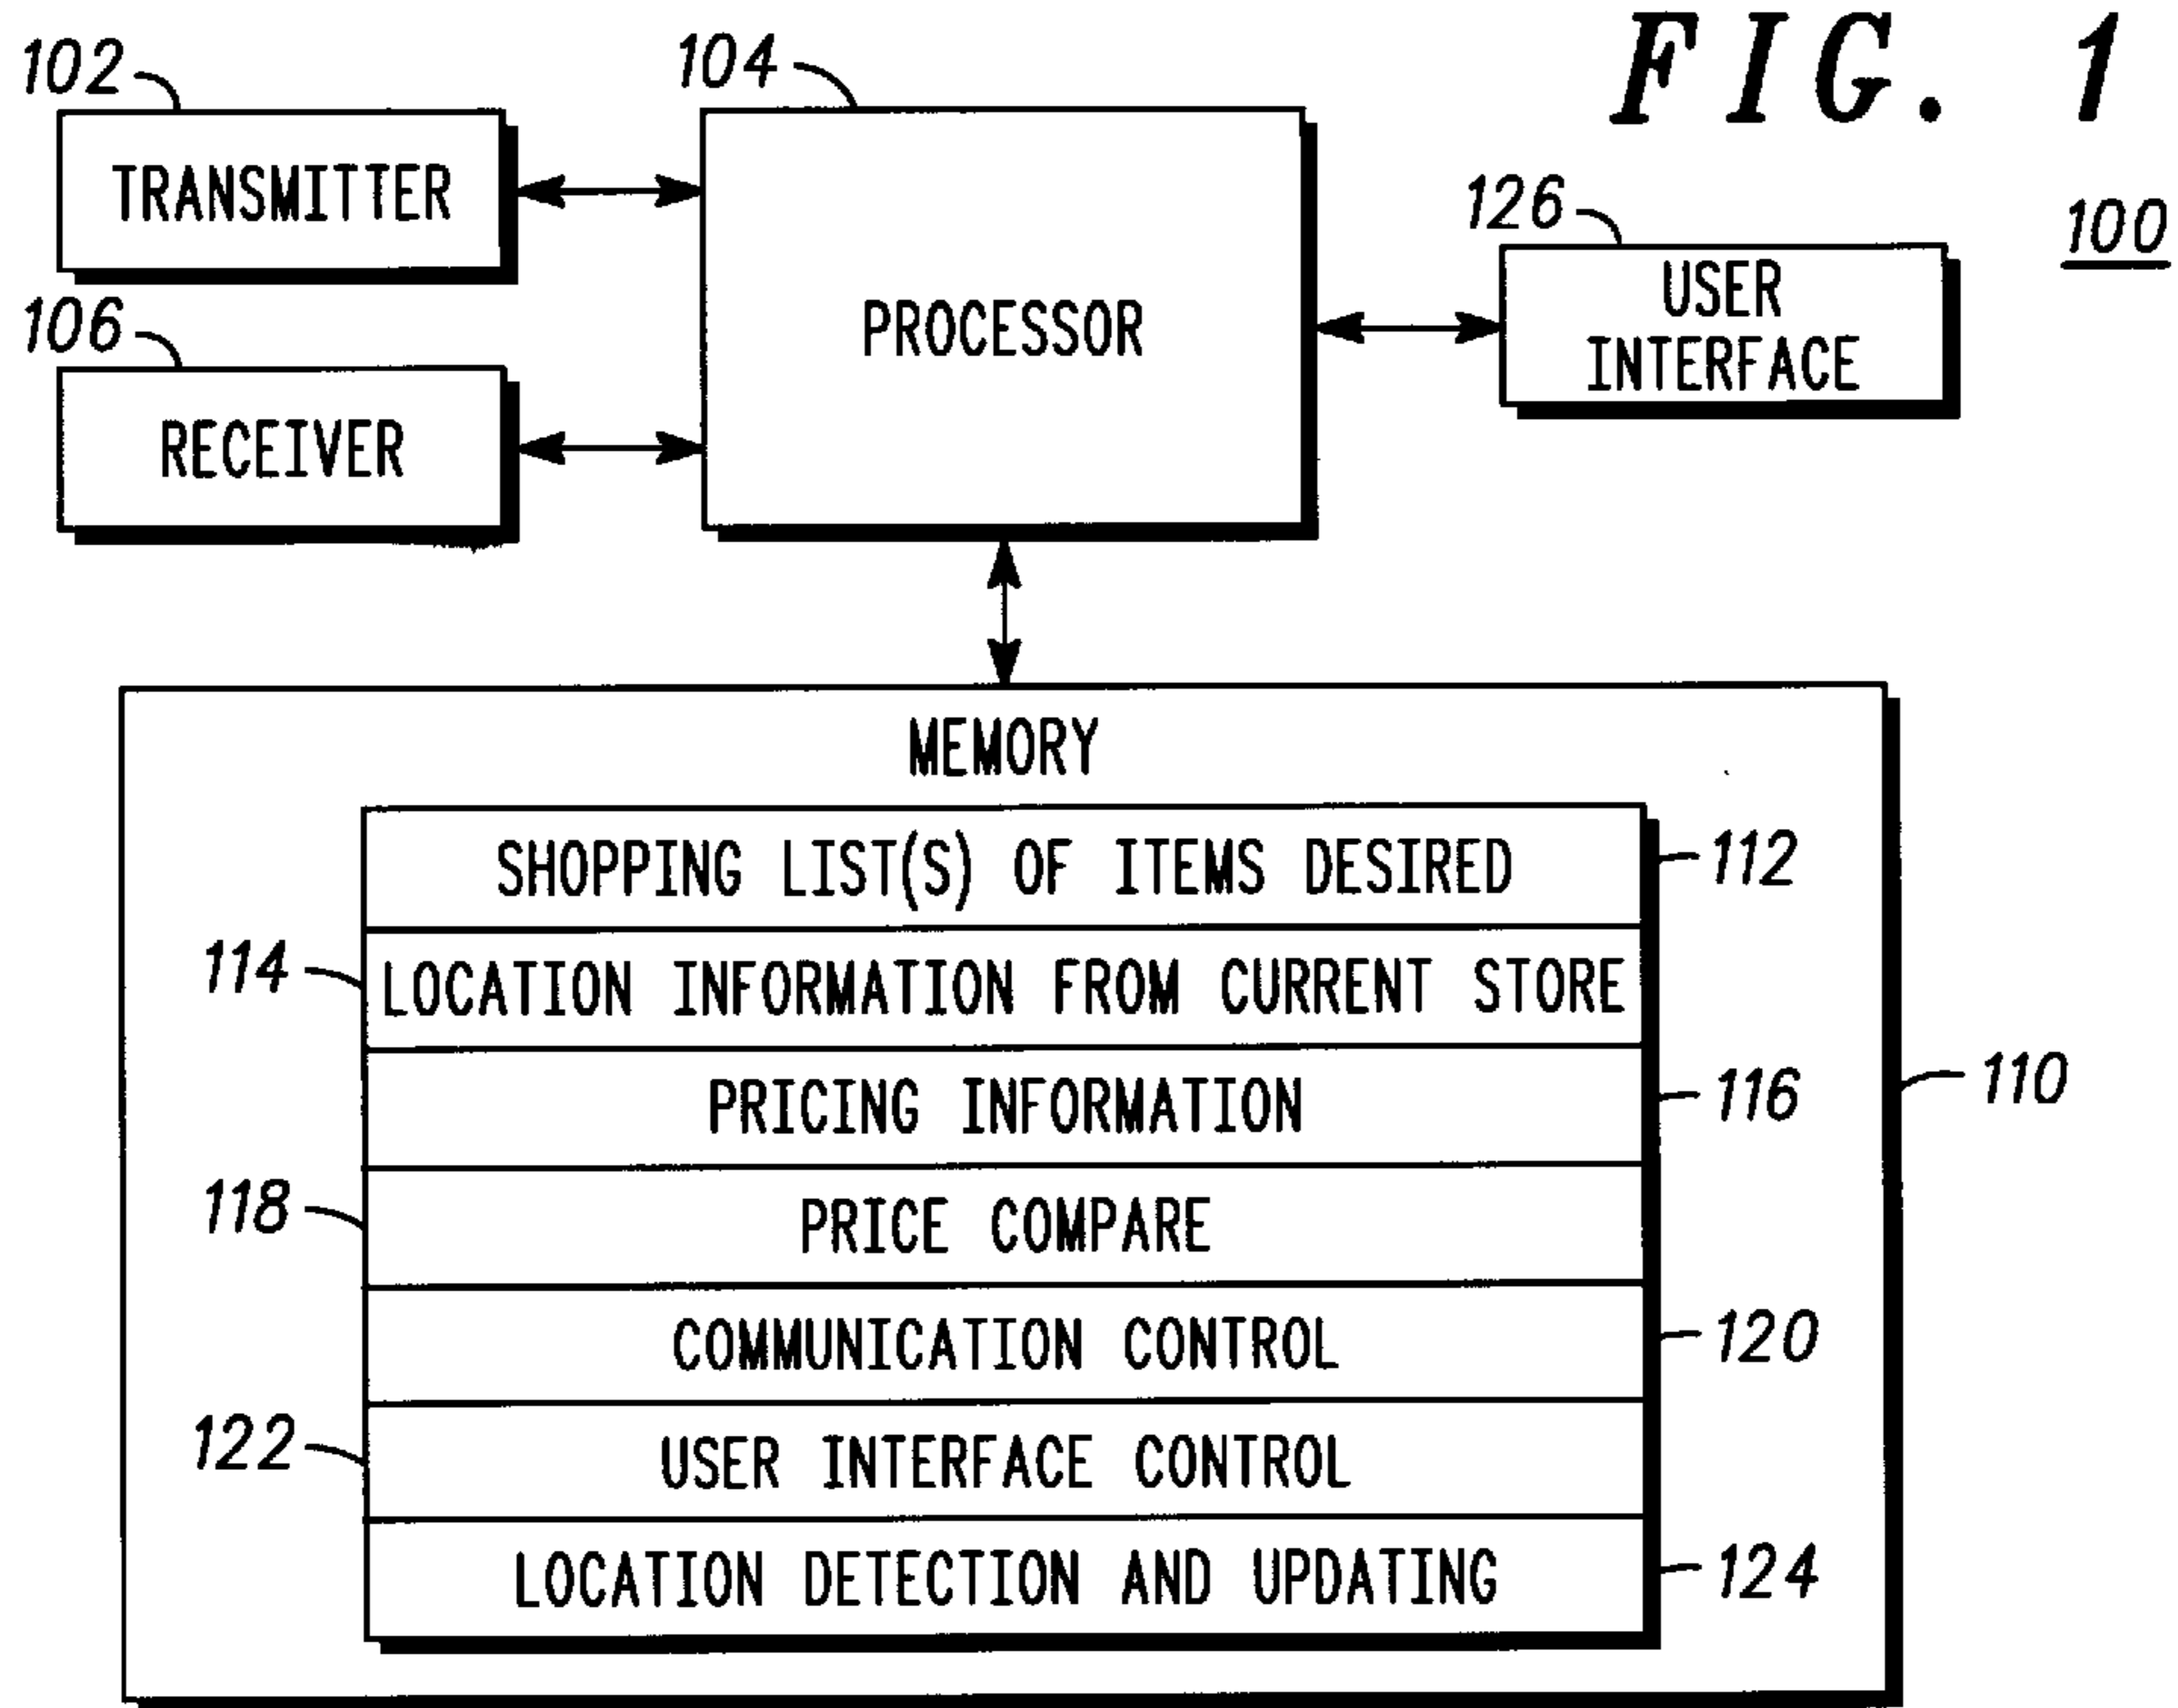 FIG. 1
100
102
TRANSMITTER
104
PROCESSOR
106
RECEIVER
126
USER
INTERFACE
MEMORY
110
SHOPPING LIST(S) OF ITEMS DESIRED
112
114
LOCATION INFORMATION FROM CURRENT STORE
PRICING INFORMATION
116
118
PRICE COMPARE
COMMUNICATION CONTROL
120
122
USER INTERFACE CONTROL
LOCATION DETECTION AND UPDATING
124